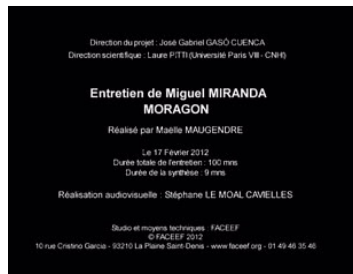 Direction du projet : José Gabriel GASÓ CUENCA
Direction scientifique : Laure PITTI (Université Paris VIII - CNHI)
Entretien de Miguel MIRANDA
MORAGON
Réalisé par Maëlle MAUGENDRE
Le 17 Février 2012
Durée totale de l'entretien : 100 mns
Durée de la synthèse : 9 mns
Réalisation audiovisuelle : Stéphane LE MOAL CAVIELLES
Studio et moyens techniques : FACEEF
© FACEEF 2012
10 rue Cristino Garcia - 93210 La Plaine Saint-Denis - www.faceef.org - 01 49 46 35 46